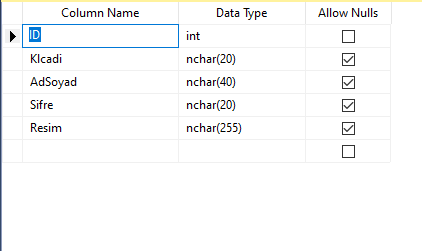 Column Name Data Type Allow Nulls
ID int
Klcadi nchar(20)
AdSoyad nchar(40)
Sifre nchar(20)
Resim nchar(255)